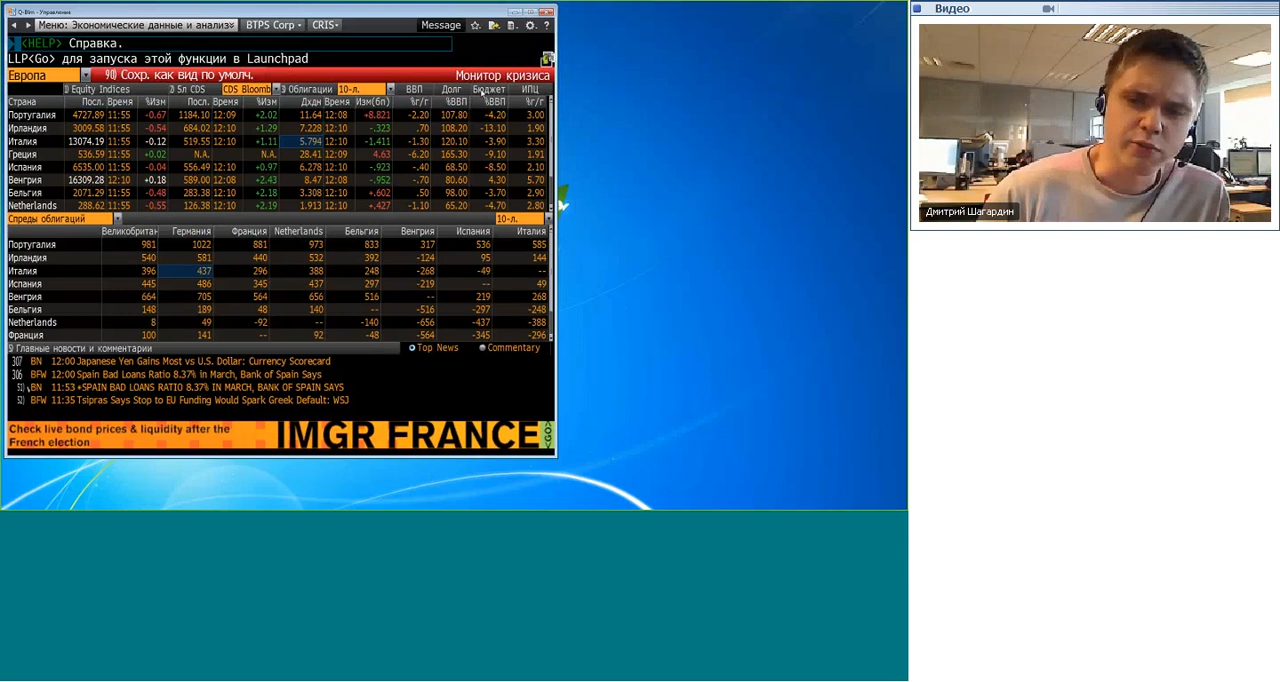 Q-Blm - Управление
Меню: Экономические данные и анализ BTPS Corp CRIS Message ?
<HELP> Справка.
LLP<Go> для запуска этой функции в Launchpad
Европа 90) Сохр. как вид по умолч. Монитор кризиса
Equity Indices 5л CDS CDS Bloomb Облигации 10-л. ВВП Долг Бюджет ИПЦ
Страна Посл. Время %Изм Посл. Время %Изм Дхдн Время Изм(бп) %г/г %ВВП %ВВП %г/г
Португалия 4727.89 11:55 -0.67 1184.10 12:09 +2.02 11.64 12:08 +8.821 -2.20 107.80 -4.20 3.00
Ирландия 3009.58 11:55 -0.54 684.02 12:10 +1.29 7.228 12:10 -.323 .70 108.20 -13.10 1.90
Италия 13074.19 11:55 -0.12 519.55 12:10 +1.11 5.794 12:10 -1.411 -1.30 120.10 -3.90 3.30
Греция 536.59 11:55 +0.02 N.A. N.A. 28.41 12:09 4.63 -6.20 165.30 -9.10 1.91
Испания 6535.00 11:55 -0.04 556.49 12:10 +0.97 6.278 12:10 -.923 -.40 68.50 -8.50 2.10
Венгрия 16309.28 12:10 +0.18 589.00 12:08 +2.43 8.47 12:08 -.952 -.70 80.60 4.30 5.70
Бельгия 2071.29 11:55 -0.48 283.38 12:10 +2.18 3.308 12:10 +.602 .50 98.00 -3.70 2.90
Netherlands 288.62 11:55 -0.55 126.38 12:10 +2.19 1.913 12:10 +.427 -1.10 65.20 -4.70 2.80
Спреды облигаций 10-л.
Великобритан Германия Франция Netherlands Бельгия Венгрия Испания Италия
Португалия 981 1022 881 973 833 317 536 585
Ирландия 540 581 440 532 392 -124 95 144
Италия 396 437 296 388 248 -268 -49 --
Испания 445 486 345 437 297 -219 -- 49
Венгрия 664 705 564 656 516 -- 219 268
Бельгия 148 189 48 140 -- -516 -297 -248
Netherlands 8 49 -92 -- -140 -656 -437 -388
Франция 100 141 -- 92 -48 -564 -345 -296
Главные новости и комментарии Top News Commentary
307 BN 12:00 Japanese Yen Gains Most vs U.S. Dollar: Currency Scorecard
306 BFW 12:00 Spain Bad Loans Ratio 8.37% in March, Bank of Spain Says
51) BN 11:53 *SPAIN BAD LOANS RATIO 8.37% IN MARCH, BANK OF SPAIN SAYS
52) BFW 11:35 Tsipras Says Stop to EU Funding Would Spark Greek Default: WSJ
Check live bond prices & liquidity after the
French election
IMGR FRANCE <GO>
Видео
Дмитрий Шагардин